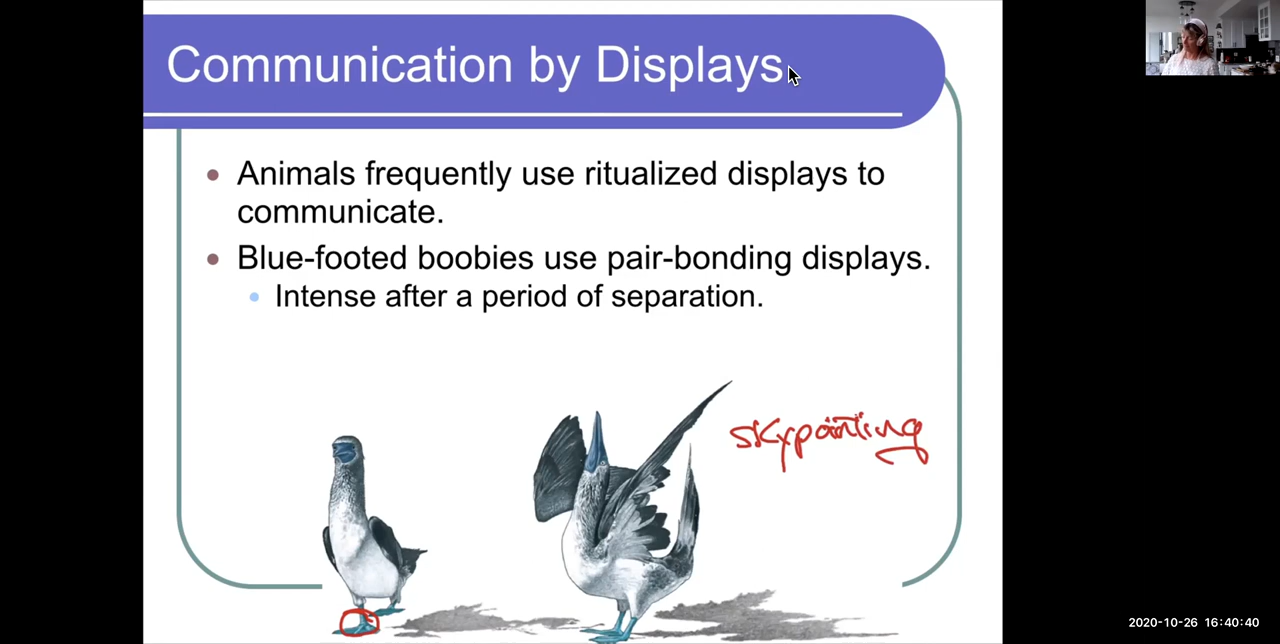 Communication by Displays
Animals frequently use ritualized displays to
communicate.
Blue-footed boobies use pair-bonding displays.
Intense after a period of separation.
skypointing
2020-10-26 16:40:40